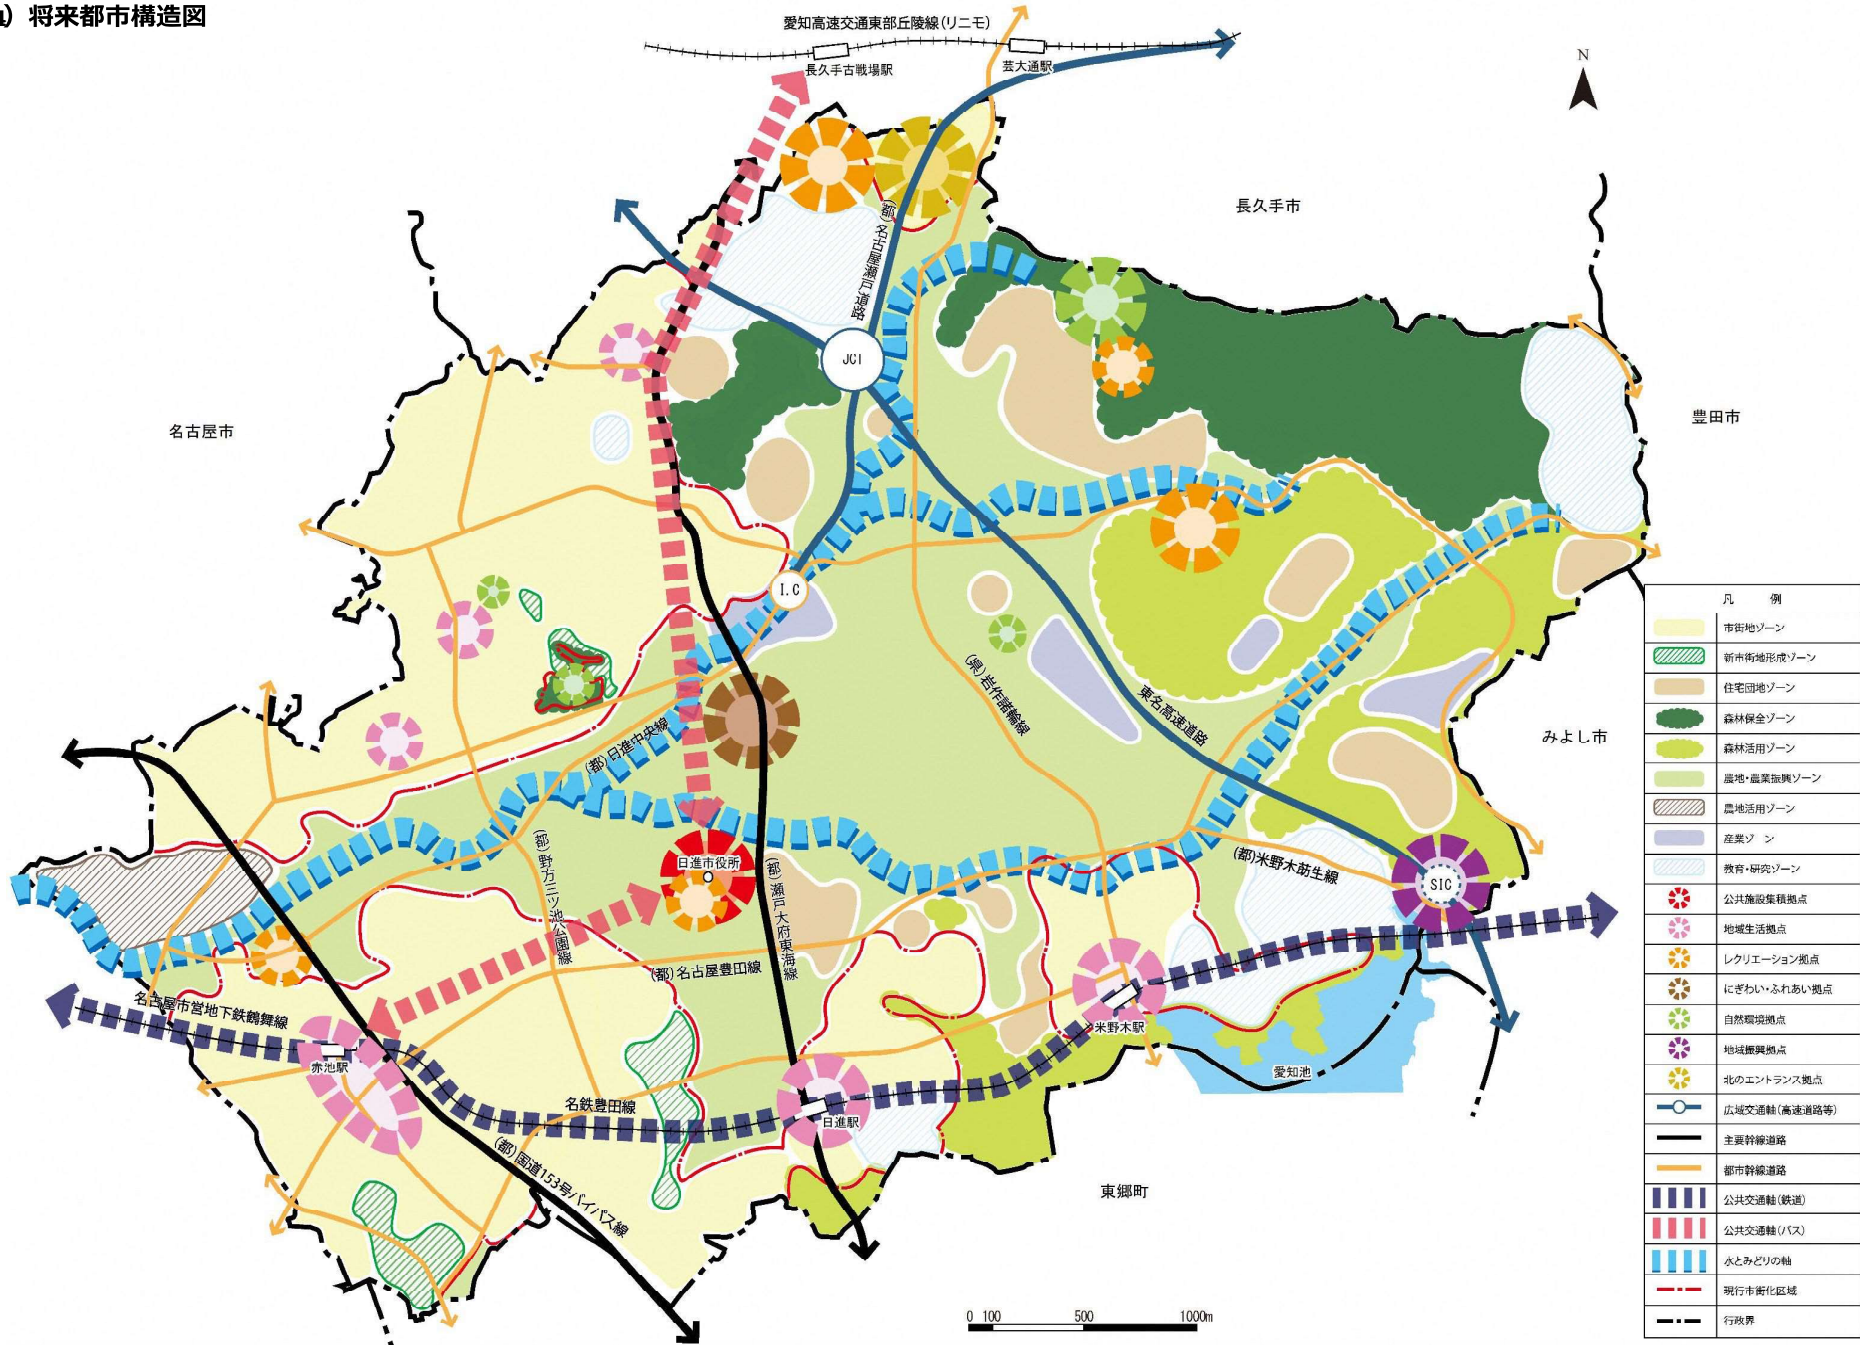 将来都市構造図
愛知高速交通東部丘陵線(リニモ)
長久手古戦場駅
芸大通駅
N
長久手市
(都)名古屋瀬戸道路
JCT
名古屋市
豊田市
I.C
(県)岩作諸輪線
東名高速道路
みよし市
(都)日進中央線
日進市役所
(都)野方三ツ池公園線
(都)瀬戸大府東海線
(都)米野木莇生線
SIC
(都)名古屋豊田線
名古屋市営地下鉄鶴舞線
赤池駅
米野木駅
愛知池
名鉄豊田線
日進駅
(都)国道153号バイパス線
東郷町
0 100 500 1000m
凡 例
市街地ゾーン
新市街地形成ゾーン
住宅団地ゾーン
森林保全ゾーン
森林活用ゾーン
農地・農業振興ゾーン
農地活用ゾーン
産業ゾーン
教育・研究ゾーン
公共施設集積拠点
地域生活拠点
レクリエーション拠点
にぎわい・ふれあい拠点
自然環境拠点
地域振興拠点
北のエントランス拠点
広域交通軸(高速道路等)
主要幹線道路
都市幹線道路
公共交通軸(鉄道)
公共交通軸(バス)
水とみどりの軸
現行市街化区域
行政界